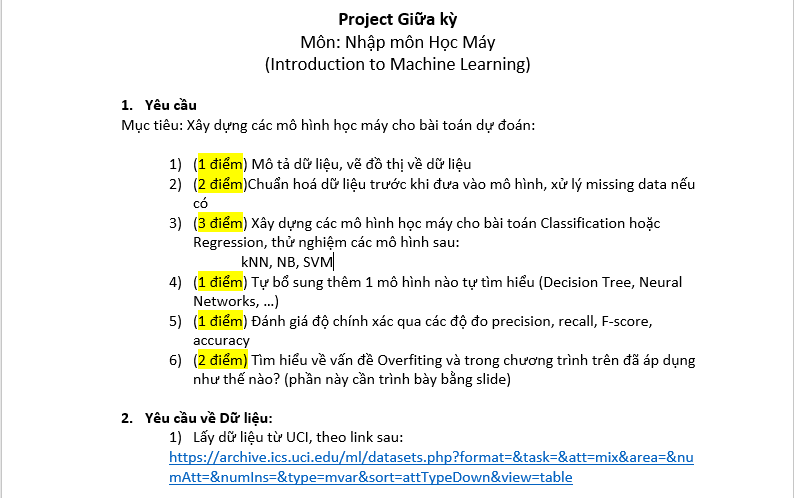 Project Giữa kỳ
Môn: Nhập môn Học Máy
(Introduction to Machine Learning)
1. Yêu cầu
Mục tiêu: Xây dựng các mô hình học máy cho bài toán dự đoán:
1) (1 điểm) Mô tả dữ liệu, vẽ đồ thị về dữ liệu
2) (2 điểm)Chuẩn hoá dữ liệu trước khi đưa vào mô hình, xử lý missing data nếu
có
3) (3 điểm) Xây dựng các mô hình học máy cho bài toán Classification hoặc
Regression, thử nghiệm các mô hình sau:
kNN, NB, SVM
4) (1 điểm) Tự bổ sung thêm 1 mô hình nào tự tìm hiểu (Decision Tree, Neural
Networks, …)
5) (1 điểm) Đánh giá độ chính xác qua các độ đo precision, recall, F-score,
accuracy
6) (2 điểm) Tìm hiểu về vấn đề Overfiting và trong chương trình trên đã áp dụng
như thế nào? (phần này cần trình bày bằng slide)
2. Yêu cầu về Dữ liệu:
1) Lấy dữ liệu từ UCI, theo link sau:
https://archive.ics.uci.edu/ml/datasets.php?format=&task=&att=mix&area=&nu
mAtt=&numIns=&type=mvar&sort=attTypeDown&view=table